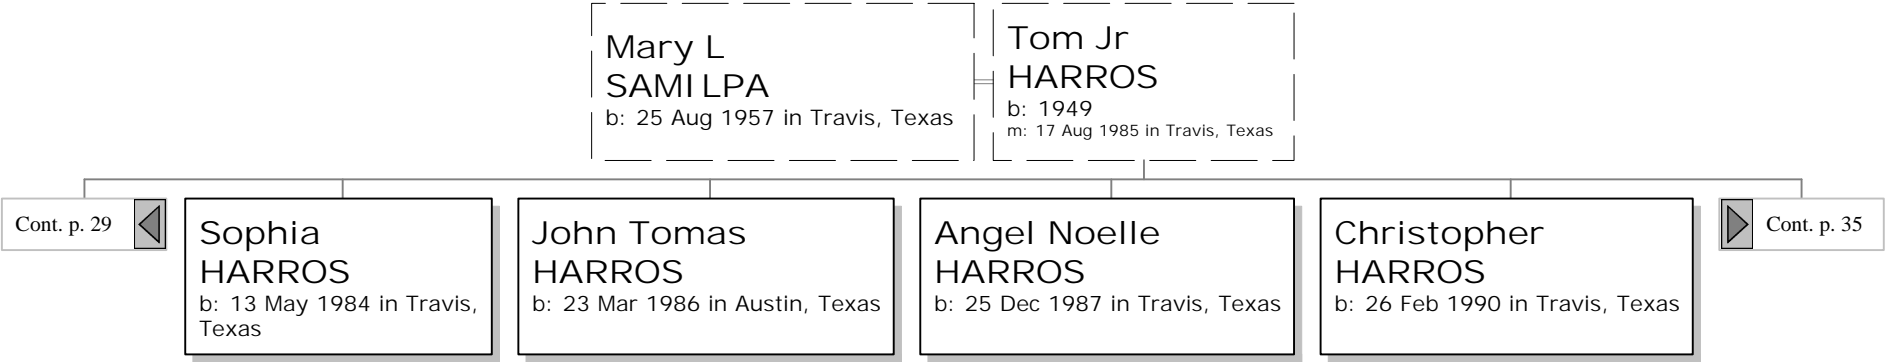 Mary L
SAMILPA
b: 25 Aug 1957 in Travis, Texas
Tom Jr
HARROS
b: 1949
m: 17 Aug 1985 in Travis, Texas
Cont. p. 29
Sophia
HARROS
b: 13 May 1984 in Travis,
Texas
John Tomas
HARROS
b: 23 Mar 1986 in Austin, Texas
Angel Noelle
HARROS
b: 25 Dec 1987 in Travis, Texas
Christopher
HARROS
b: 26 Feb 1990 in Travis, Texas
Cont. p. 35